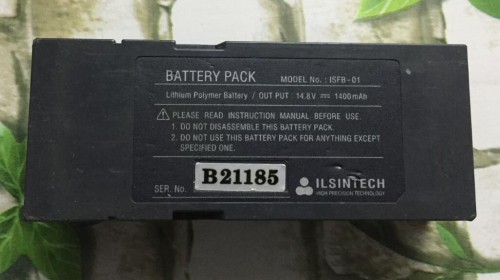 BATTERY PACK MODEL No. : ISFB-01
Lithium Polymer Battery / OUT PUT : 14.8V ⎓ 1400mAh
⚠ PLEASE READ INSTRUCTION MANUAL BEFORE USE.
1. DO NOT DISASSEMBLE THIS BATTERY PACK.
2. DO NOT USE THIS BATTERY PACK FOR ANYTHING EXCEPT
SPECIFIED ONE.
SER. No. B21185 ILSINTECH
HIGH PRECISION TECHNOLOGY